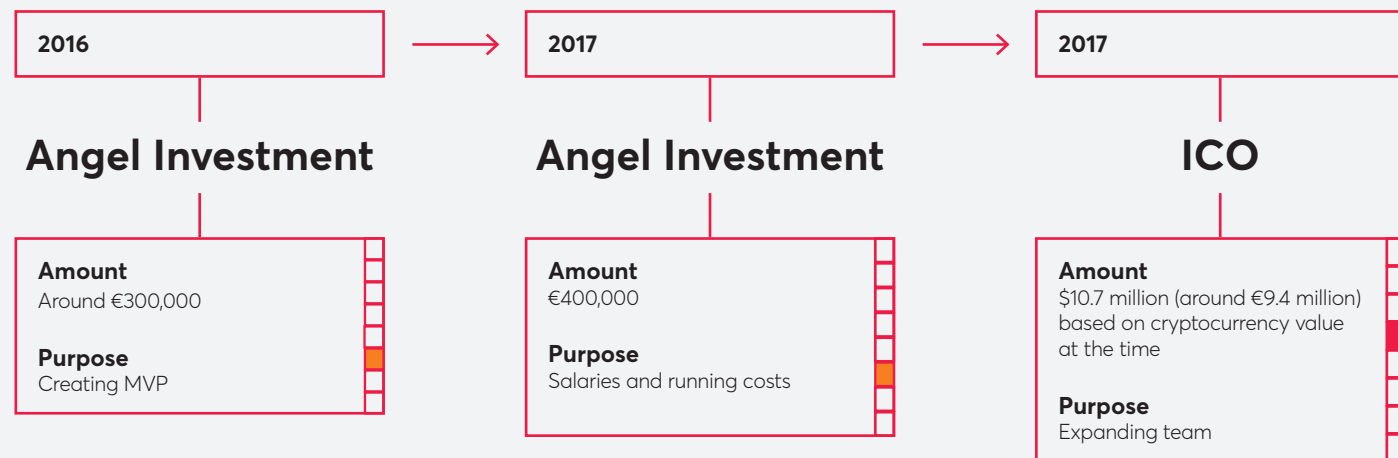 2016
2017
2017
Angel Investment
Angel Investment
ICO
Amount
Around €300,000
Purpose
Creating MVP
Amount
€400,000
Purpose
Salaries and running costs
Amount
$10.7 million (around €9.4 million)
based on cryptocurrency value
at the time
Purpose
Expanding team